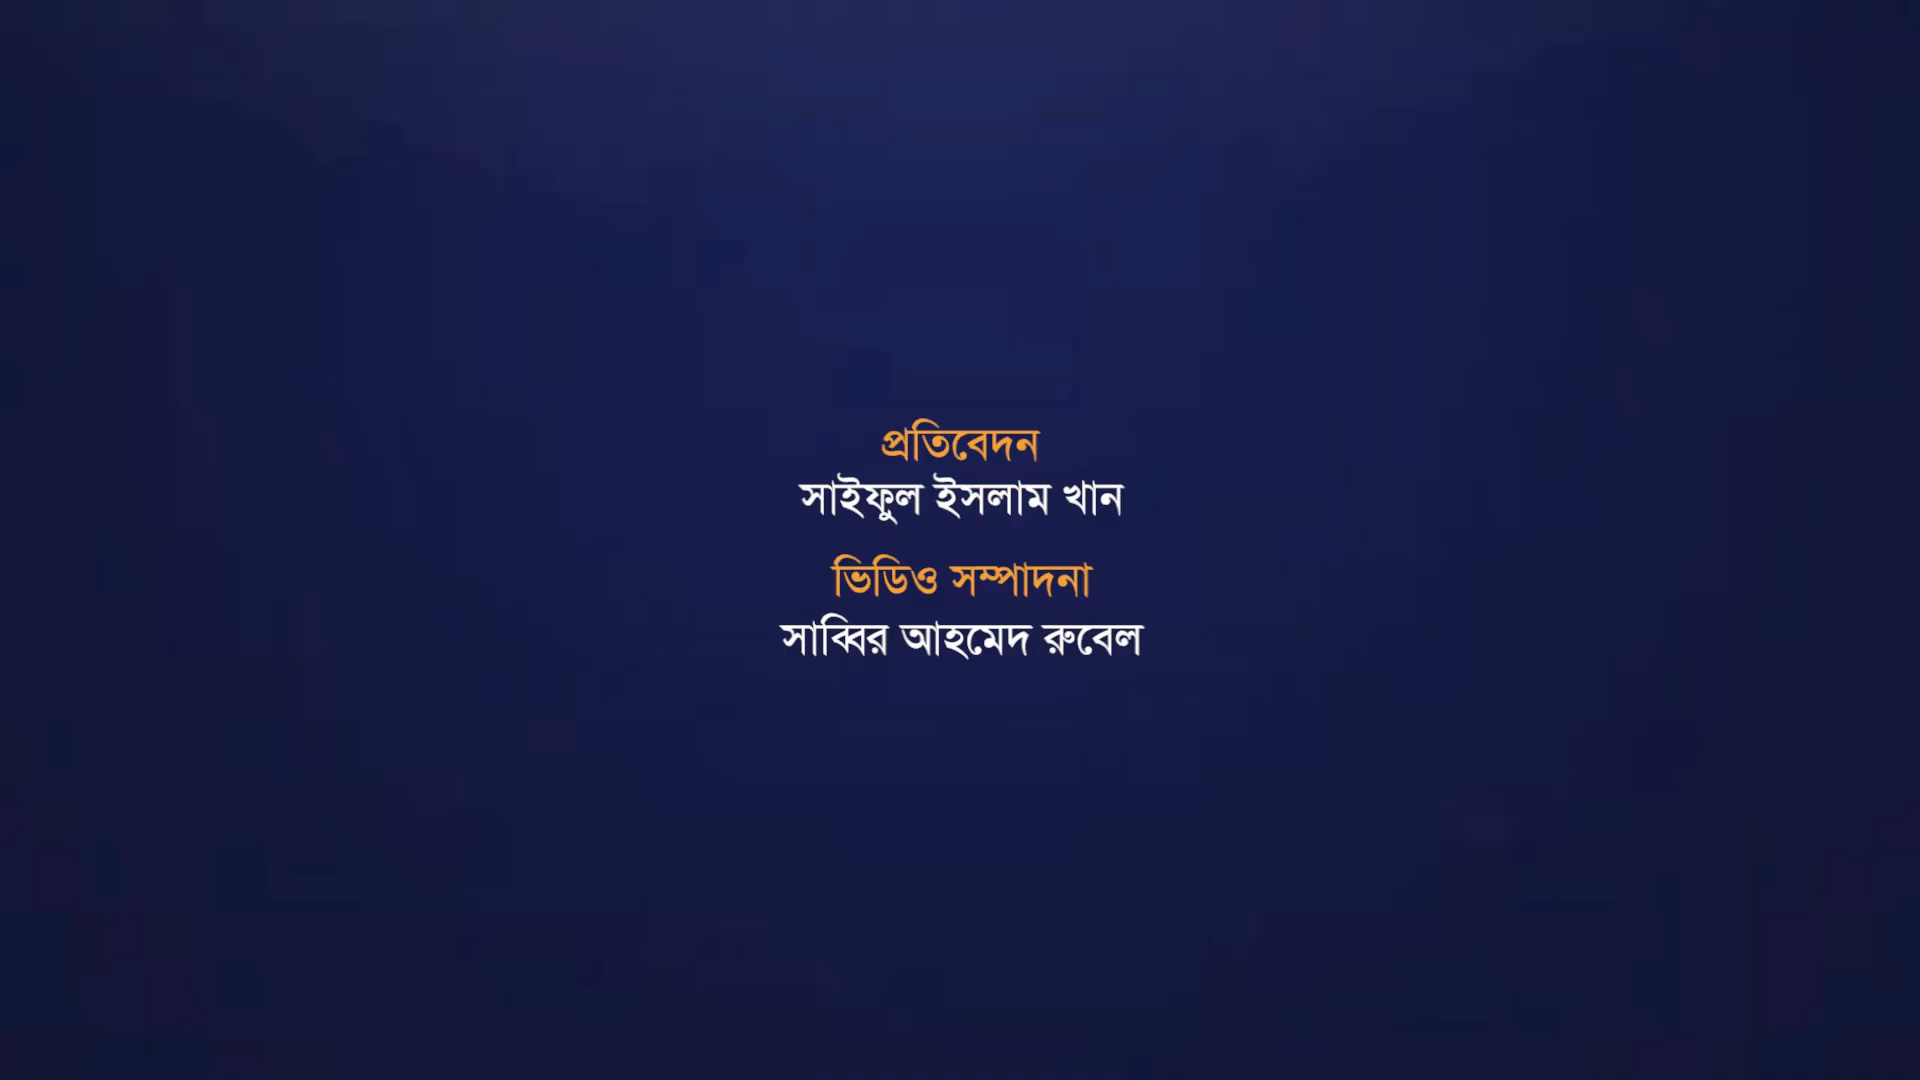 প্রতিবেদন
সাইফুল ইসলাম খান
ভিডিও সম্পাদনা
সাব্বির আহমেদ রুবেল